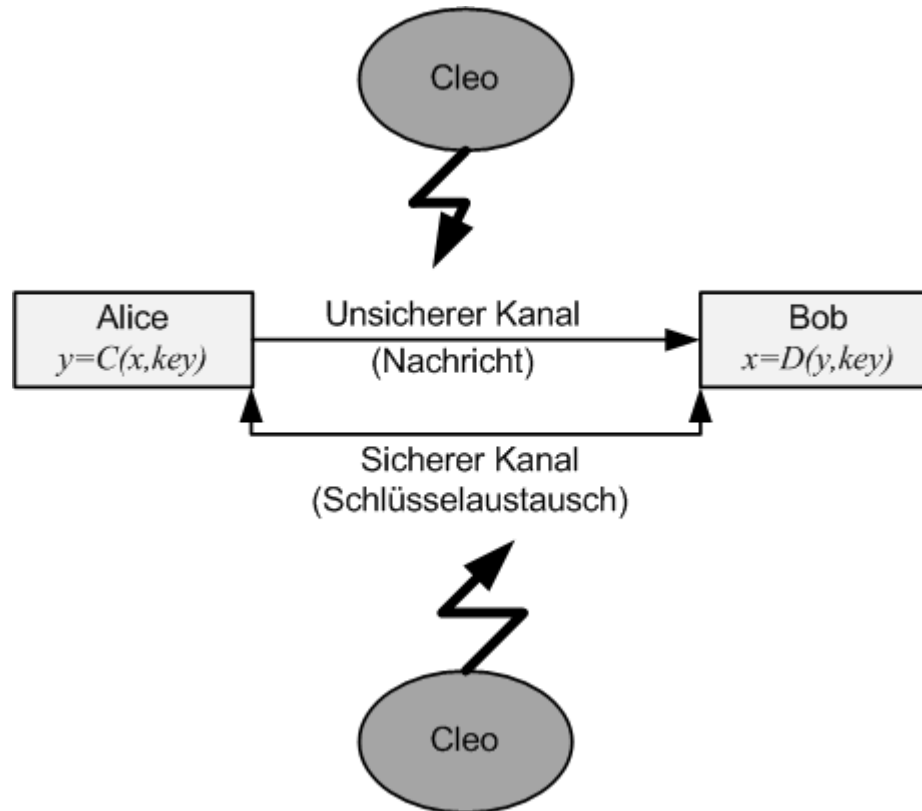 Cleo
Alice
y=C(x,key)
Unsicherer Kanal
(Nachricht)
Bob
x=D(y,key)
Sicherer Kanal
(Schlüsselaustausch)
Cleo